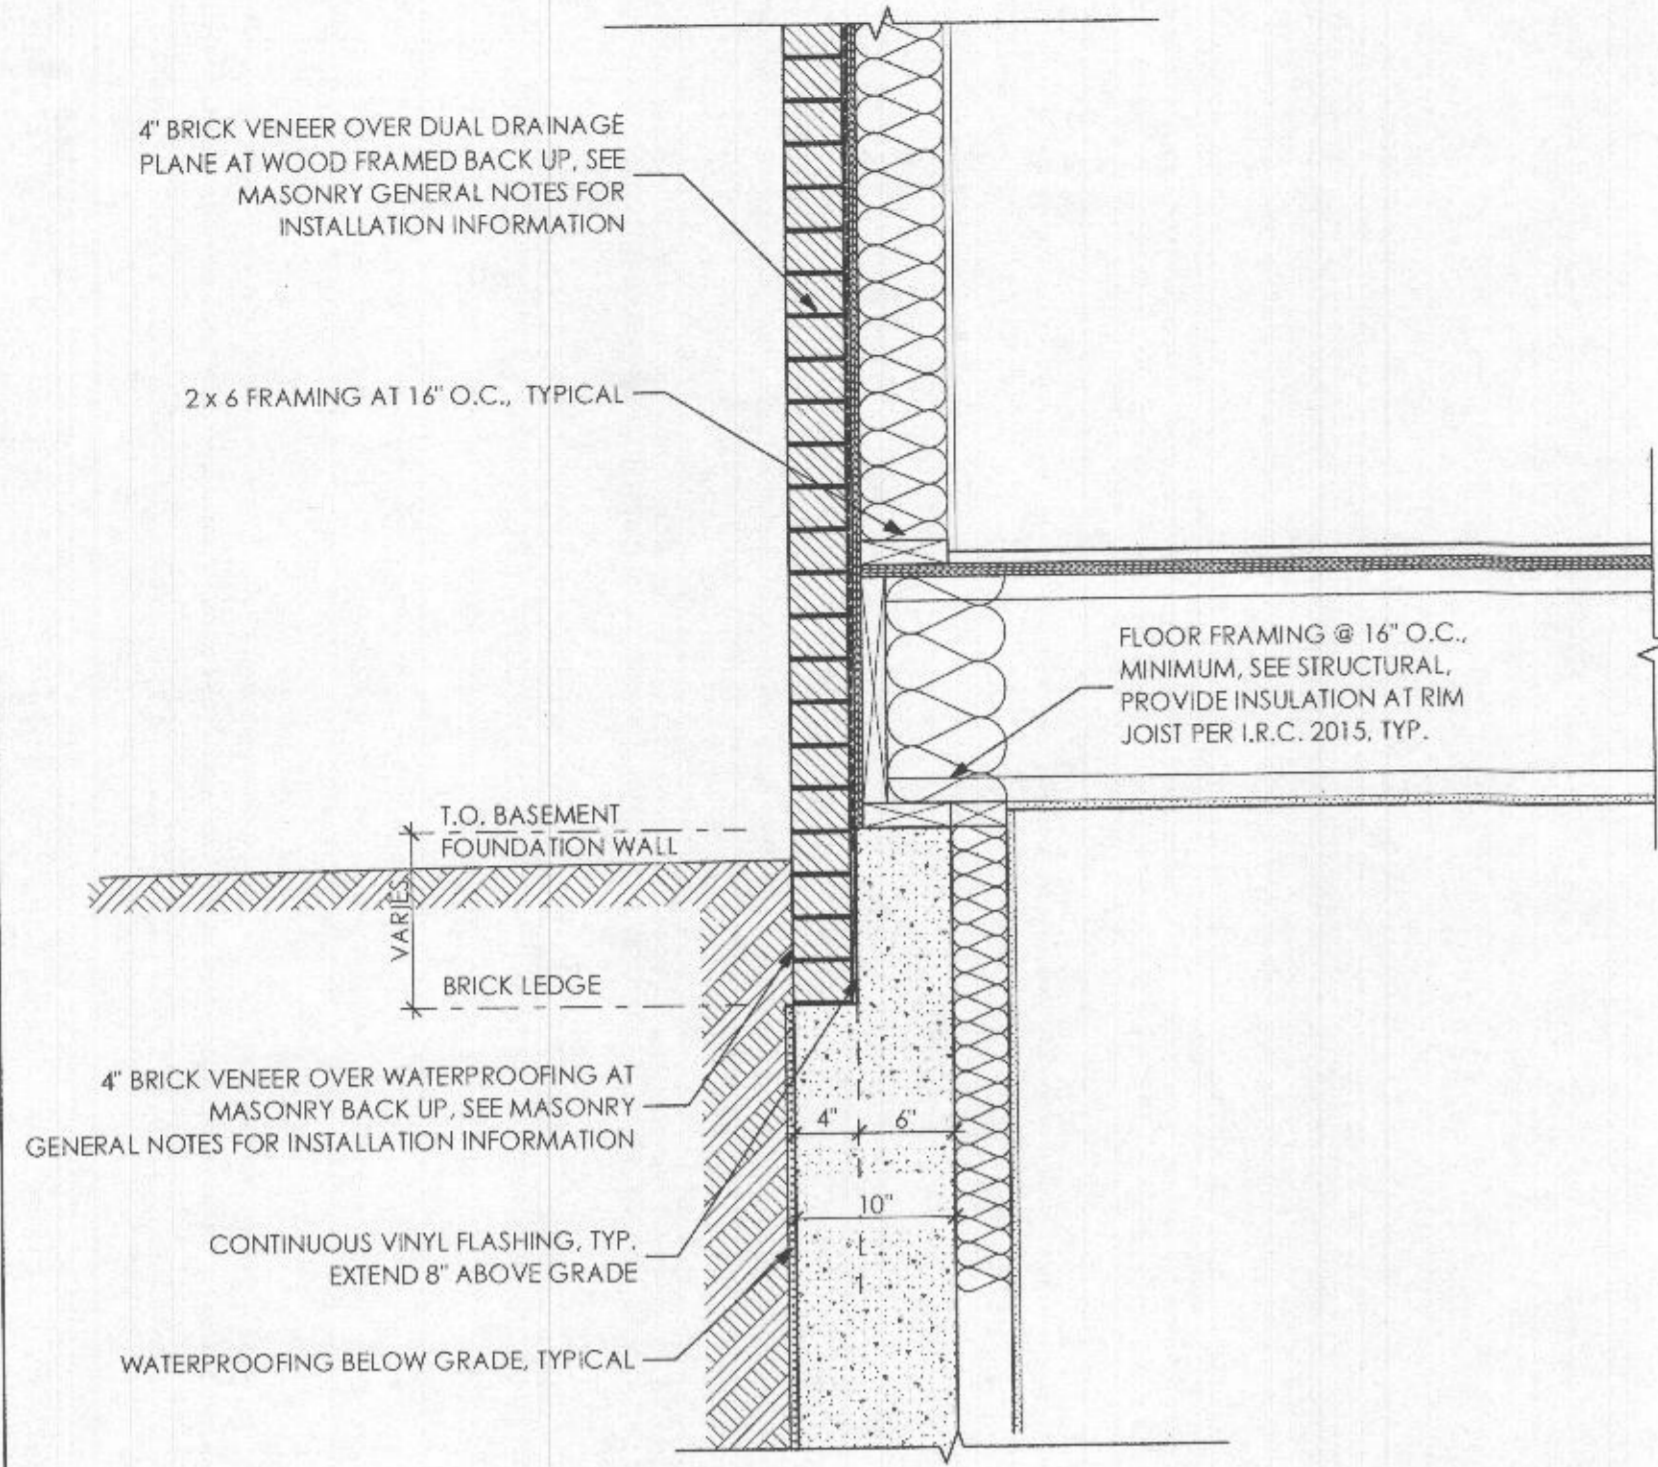 4" BRICK VENEER OVER DUAL DRAINAGE
PLANE AT WOOD FRAMED BACK UP, SEE
MASONRY GENERAL NOTES FOR
INSTALLATION INFORMATION
2 x 6 FRAMING AT 16" O.C., TYPICAL
FLOOR FRAMING @ 16" O.C.,
MINIMUM, SEE STRUCTURAL,
PROVIDE INSULATION AT RIM
JOIST PER I.R.C. 2015, TYP.
T.O. BASEMENT
FOUNDATION WALL
VARIES
BRICK LEDGE
4" BRICK VENEER OVER WATERPROOFING AT
MASONRY BACK UP, SEE MASONRY
GENERAL NOTES FOR INSTALLATION INFORMATION
4" 6"
10"
CONTINUOUS VINYL FLASHING, TYP.
EXTEND 8" ABOVE GRADE
WATERPROOFING BELOW GRADE, TYPICAL